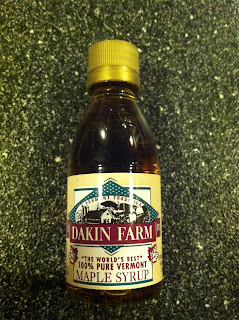 DAKIN FARM
"THE WORLD'S BEST"
100% PURE VERMONT
MAPLE SYRUP